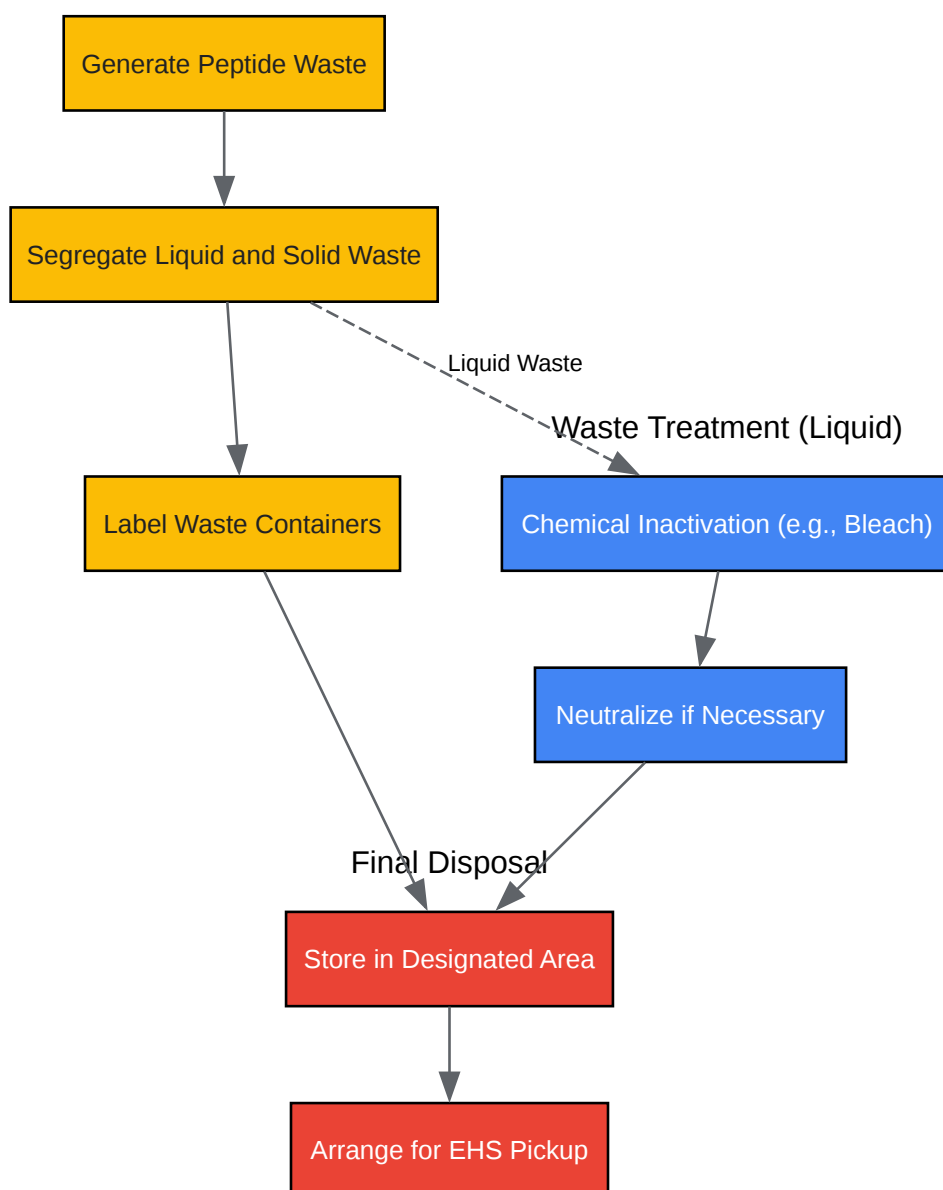 Generate Peptide Waste
Segregate Liquid and Solid Waste
Liquid Waste
Waste Treatment (Liquid)
Label Waste Containers
Chemical Inactivation (e.g., Bleach)
Neutralize if Necessary
Final Disposal
Store in Designated Area
Arrange for EHS Pickup